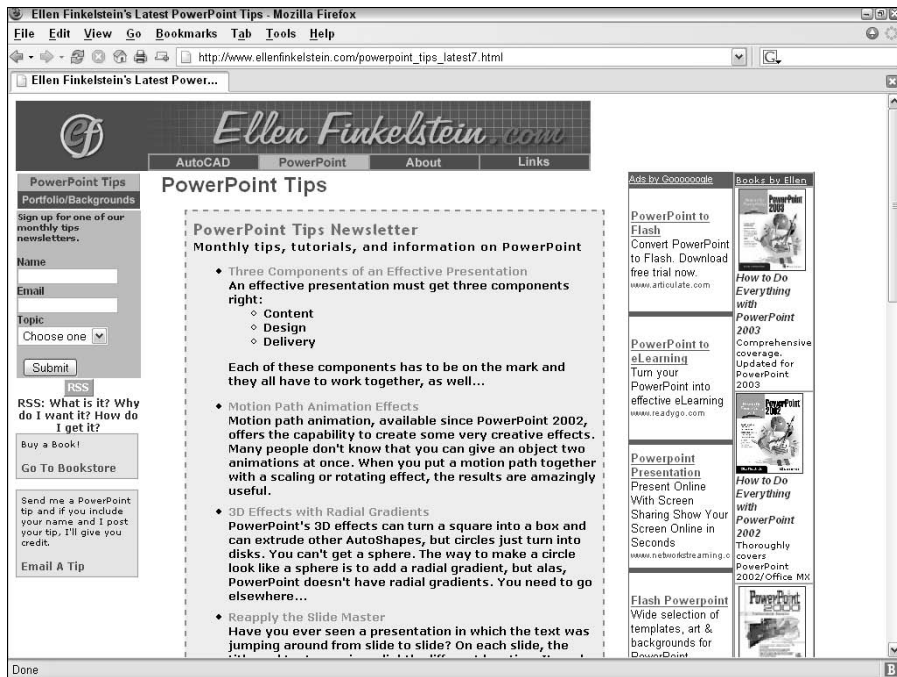 Ellen Finkelstein's Latest PowerPoint Tips - Mozilla Firefox
File Edit View Go Bookmarks Tab Tools Help
http://www.ellenfinkelstein.com/powerpoint_tips_latest7.html
G
Ellen Finkelstein's Latest Power...
Ellen Finkelstein.com
AutoCAD PowerPoint About Links
PowerPoint Tips
Portfolio/Backgrounds
Sign up for one of our
monthly tips
newsletters.
Name
Email
Topic
Choose one
Submit
RSS
RSS: What is it? Why
do I want it? How do
I get it?
Buy a Book!
Go To Bookstore
Send me a PowerPoint
tip and if you include
your name and I post
your tip, I'll give you
credit.
Email A Tip
PowerPoint Tips
PowerPoint Tips Newsletter
Monthly tips, tutorials, and information on PowerPoint
Three Components of an Effective Presentation
An effective presentation must get three components
right:
Content
Design
Delivery
Each of these components has to be on the mark and
they all have to work together, as well...
Motion Path Animation Effects
Motion path animation, available since PowerPoint 2002,
offers the capability to create some very creative effects.
Many people don't know that you can give an object two
animations at once. When you put a motion path together
with a scaling or rotating effect, the results are amazingly
useful.
3D Effects with Radial Gradients
PowerPoint's 3D effects can turn a square into a box and
can extrude other AutoShapes, but circles just turn into
disks. You can't get a sphere. The way to make a circle
look like a sphere is to add a radial gradient, but alas,
PowerPoint doesn't have radial gradients. You need to go
elsewhere...
Reapply the Slide Master
Have you ever seen a presentation in which the text was
jumping around from slide to slide? On each slide, the
Ads by Goooooogle
PowerPoint to
Flash
Convert PowerPoint
to Flash. Download
free trial now.
www.articulate.com
PowerPoint to
eLearning
Turn your
PowerPoint into
effective eLearning
www.readygo.com
Powerpoint
Presentation
Present Online
With Screen
Sharing Show Your
Screen Online in
Seconds
www.networkstreaming.c
Flash Powerpoint
Wide selection of
templates, art &
backgrounds for
PowerPoint
Books by Ellen
PowerPoint
2003
How to Do
Everything
with
PowerPoint
2003
Comprehensive
coverage.
Updated for
PowerPoint
2003
PowerPoint
2002
How to Do
Everything
with
PowerPoint
2002
Thoroughly
covers
PowerPoint
2002/Office MX
PowerPoint
2000
Done